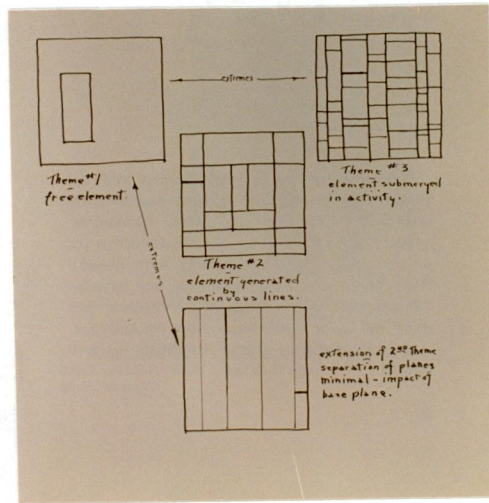 extremes
Theme #1
free element.
Theme #3
element submerged
in activity.
extremes
Theme #2
element generated
by
continuous lines.
extension of 2nd Theme
separation of planes
minimal - impact of
base plane.